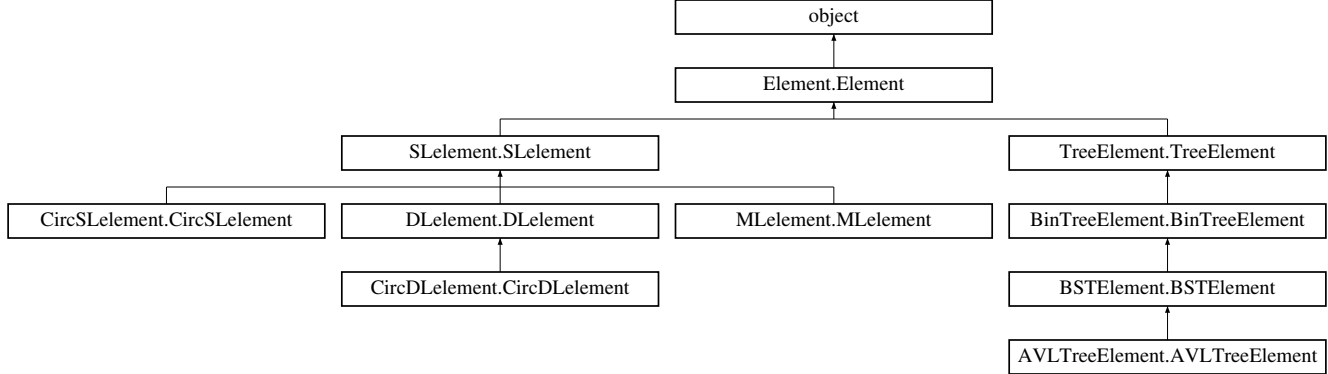 object
Element.Element
SLelement.SLelement
TreeElement.TreeElement
CircSLelement.CircSLelement
DLelement.DLelement
MLelement.MLelement
BinTreeElement.BinTreeElement
CircDLelement.CircDLelement
BSTElement.BSTElement
AVLTreeElement.AVLTreeElement